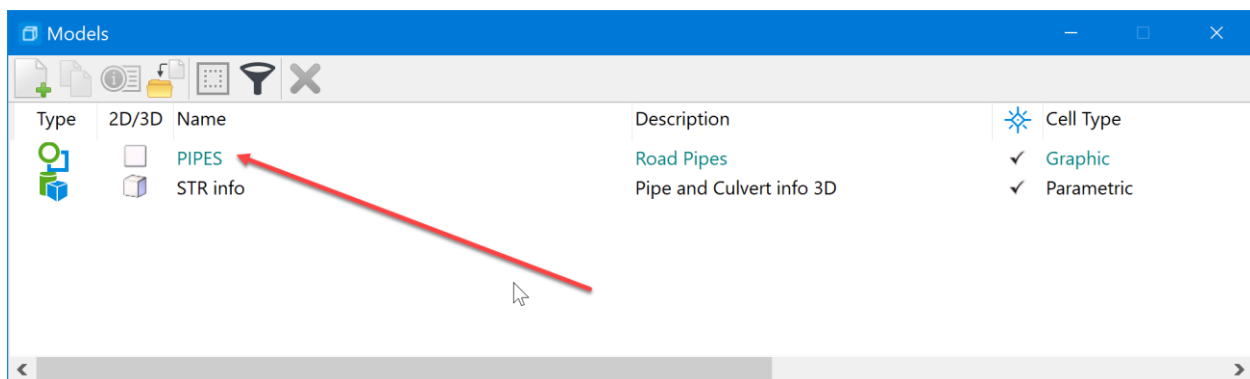 Models
Type 2D/3D Name Description Cell Type
PIPES Road Pipes Graphic
STR info Pipe and Culvert info 3D Parametric